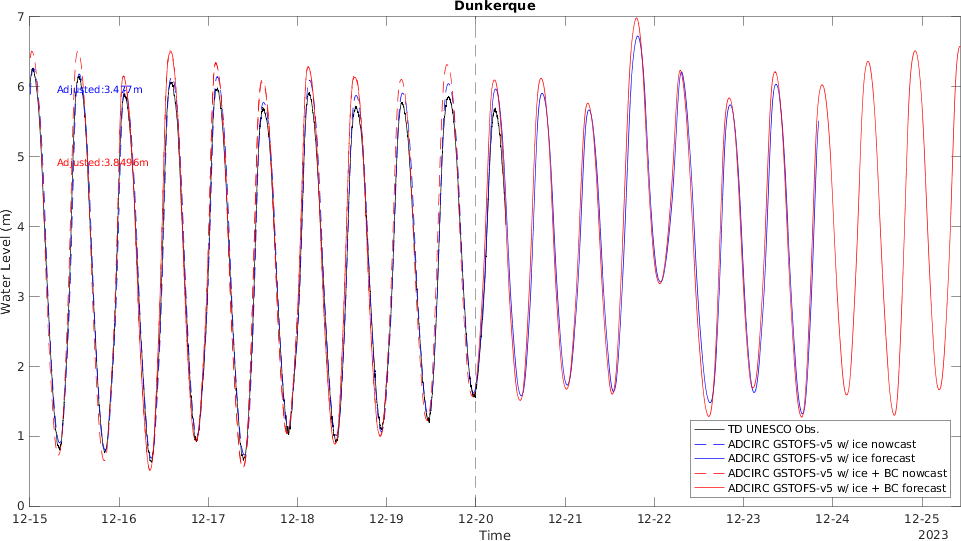 Dunkerque
7
6
5
4
3
2
1
0
Water Level (m)
Adjusted:3.477m
Adjusted:3.8496m
TD UNESCO Obs.
ADCIRC GSTOFS-v5 w/ ice nowcast
ADCIRC GSTOFS-v5 w/ ice forecast
ADCIRC GSTOFS-v5 w/ ice + BC nowcast
ADCIRC GSTOFS-v5 w/ ice + BC forecast
12-15 12-16 12-17 12-18 12-19 12-20 12-21 12-22 12-23 12-24 12-25
Time
2023